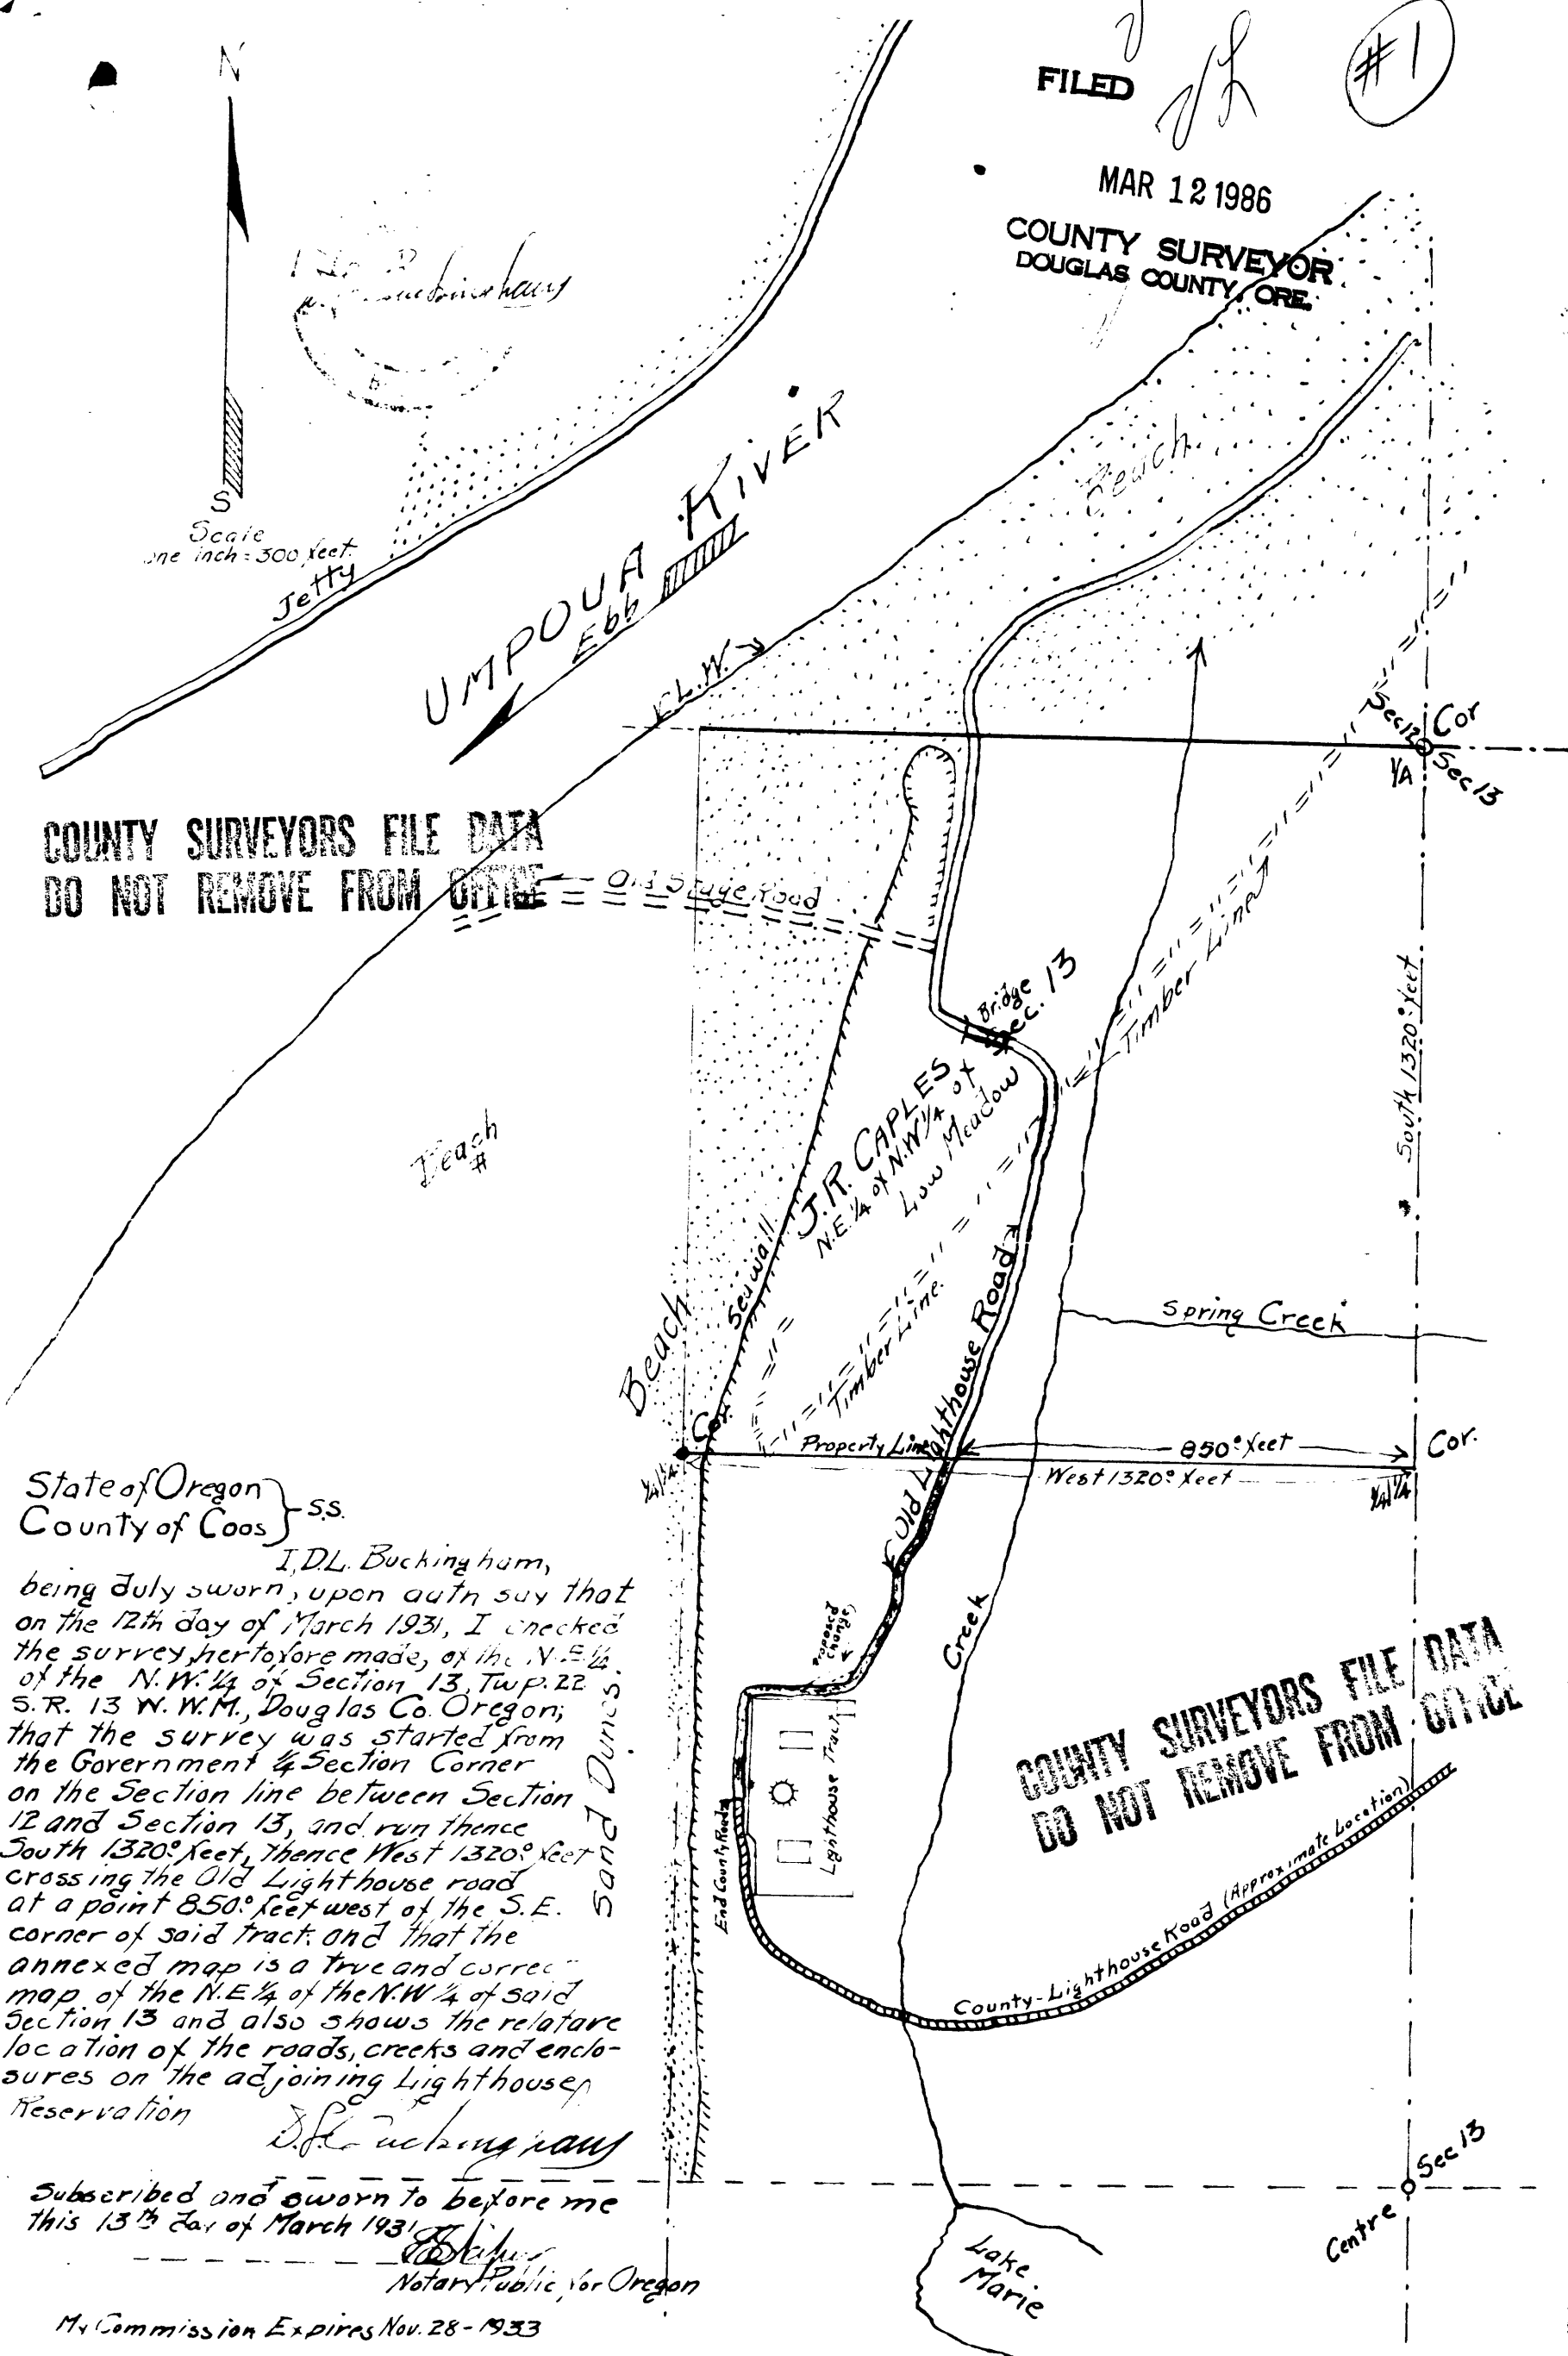 N
FILED
#1
MAR 12 1986
COUNTY SURVEYOR
DOUGLAS COUNTY, ORE.
S
Scale
one inch = 300 feet.
Jetty
UMPQUA RIVER
Ebb
L.W.
Beach
Sec 12
Cor
1/4
Sec 13
COUNTY SURVEYORS FILE DATA
DO NOT REMOVE FROM OFFICE
Old Stage Road
Bridge
Timber Line
South 1320° feet
J.R. CAPLES
N.E. 1/4 of N.W 1/4 of Sec. 13
Low Meadow
Beach
Seawall
Beach
Timber Line
Old Lighthouse Road
Spring Creek
Cor.
Property Line
850° feet
Cor.
West 1320° feet
1/4 1/4
1/4 1/4
State of Oregon
County of Coos } S.S.
I, D.L. Buckingham,
being duly sworn, upon auth say that
on the 12th day of March 1931, I checked
the survey, hertofore made, of the N.E. 1/4
of the N.W. 1/4 of Section 13, Twp. 22
S.R. 13 W. W.M., Douglas Co. Oregon;
that the survey was started from
the Government 1/4 Section Corner
on the Section line between Section
12 and Section 13, and run thence
South 1320° feet, thence West 1320° feet
crossing the Old Lighthouse road
at a point 850° feet west of the S.E.
corner of said tract. and that the
annexed map is a true and correc
map of the N.E 1/4 of the N.W 1/4 of said
Section 13 and also shows the relatave
location of the roads, creeks and enclo-
sures on the adjoining Lighthouse
Reservation
D.L. Buckingham
Subscribed and sworn to before me
this 13th day of March 1931
Notary Public for Oregon
My Commission Expires Nov. 28 - 1933
Sand Dunes
Proposed
change
Creek
Lighthouse Tract
End County Road
COUNTY SURVEYORS FILE DATA
DO NOT REMOVE FROM OFFICE
County-Lighthouse Road (Approximate Location)
Sec 13
Centre
Lake
Marie